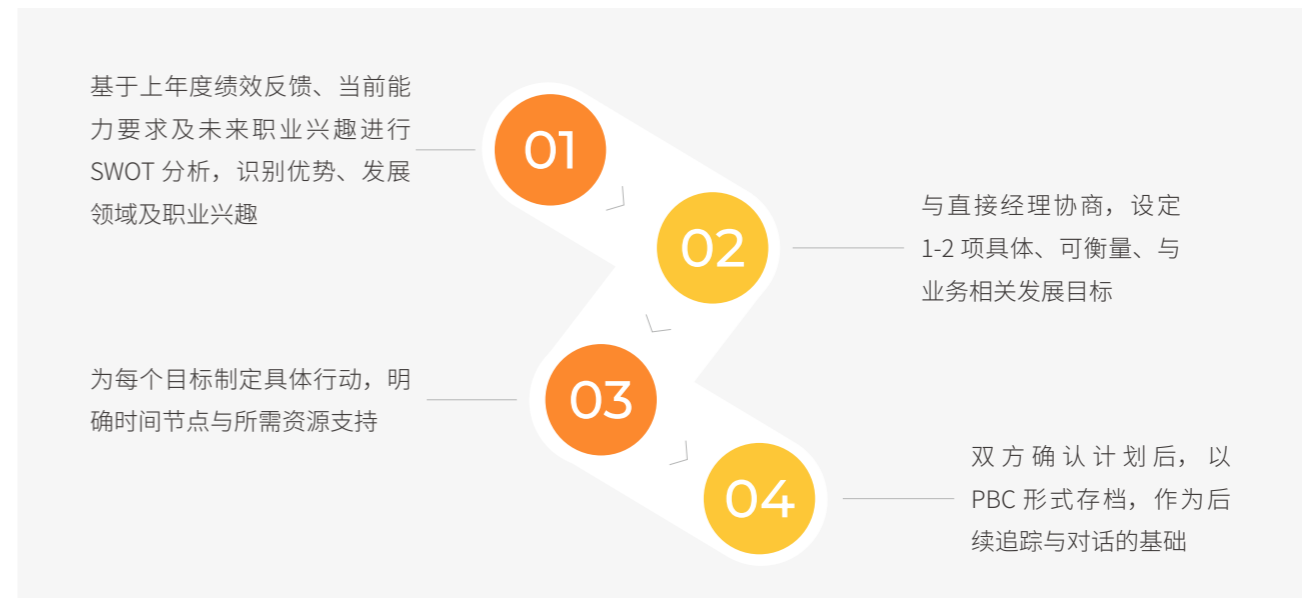 基于上年度绩效反馈、当前能
力要求及未来职业兴趣进行
SWOT 分析，识别优势、发展
领域及职业兴趣
01
02
与直接经理协商，设定
1-2 项具体、可衡量、与
业务相关发展目标
为每个目标制定具体行动，明
确时间节点与所需资源支持
03
04
双方确认计划后，以
PBC 形式存档，作为后
续追踪与对话的基础